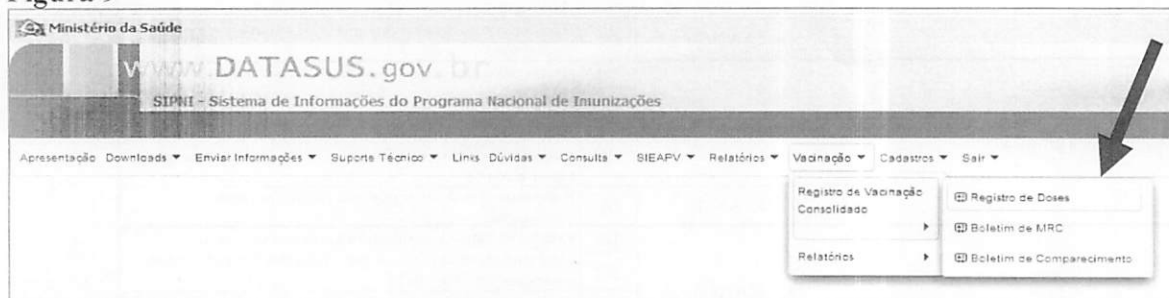 Ministério da Saúde
www.DATASUS.gov.br
SIPNI - Sistema de Informações do Programa Nacional de Imunizações
Apresentação Downloads Enviar Informações Suporte Técnico Links Dúvidas Consulta SIEAPV Relatórios Vacinação Cadastros Sair
Registro de Vacinação
Consolidado
Relatórios
Registro de Doses
Boletim de MRC
Boletim de Comparecimento